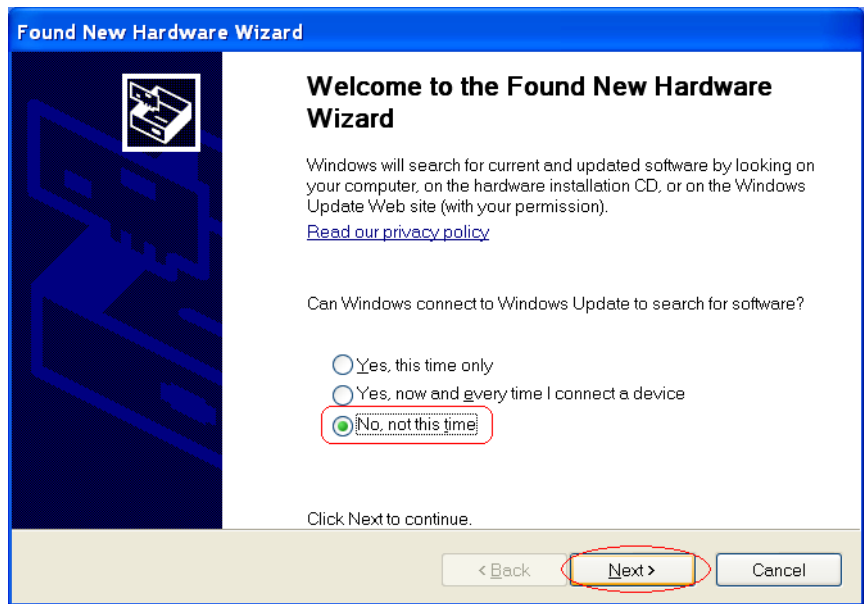 Found New Hardware Wizard
Welcome to the Found New Hardware
Wizard
Windows will search for current and updated software by looking on
your computer, on the hardware installation CD, or on the Windows
Update Web site (with your permission).
Read our privacy policy
Can Windows connect to Windows Update to search for software?
Yes, this time only
Yes, now and every time I connect a device
No, not this time
Click Next to continue.
< Back
Next >
Cancel